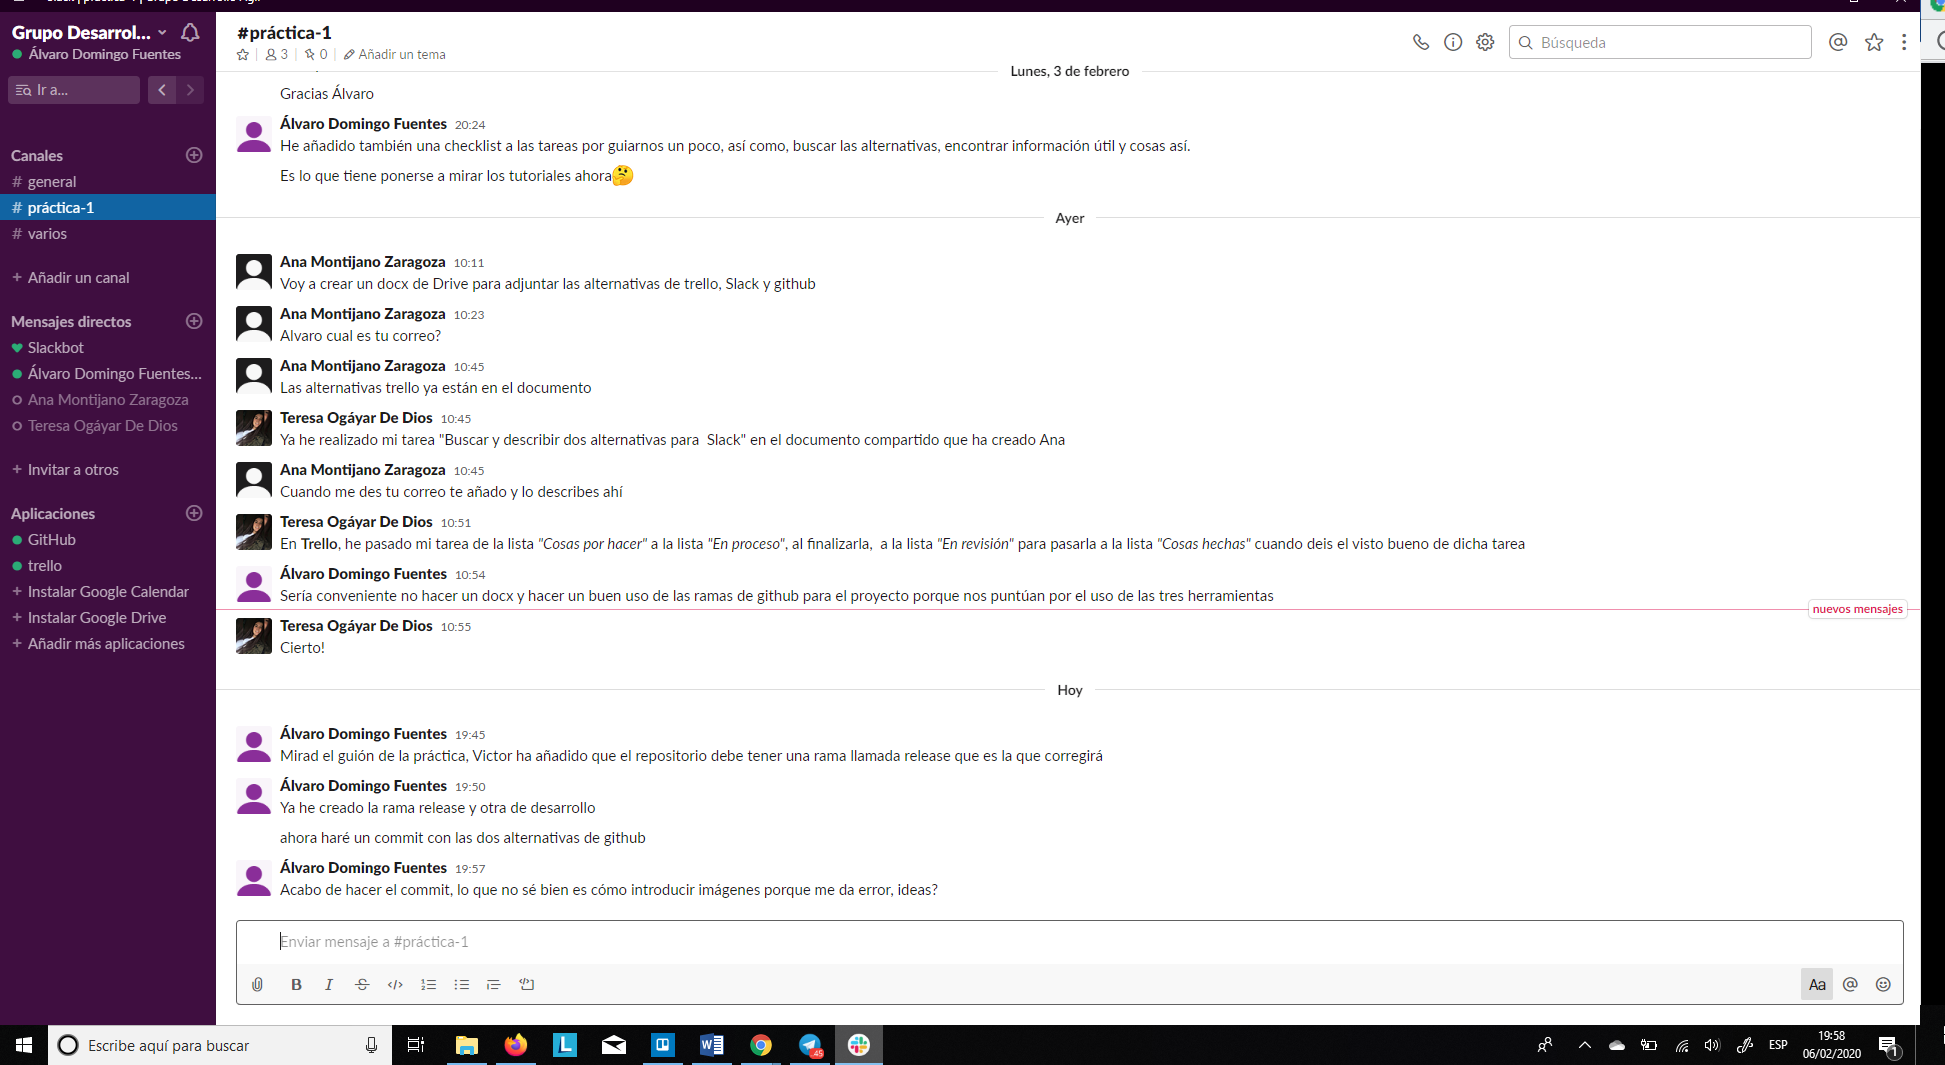 Grupo Desarrol...
Álvaro Domingo Fuentes
Ir a...
Canales
# general
# práctica-1
# varios
+ Añadir un canal
Mensajes directos
Slackbot
Álvaro Domingo Fuentes...
Ana Montijano Zaragoza
Teresa Ogáyar De Dios
+ Invitar a otros
Aplicaciones
GitHub
trello
+ Instalar Google Calendar
+ Instalar Google Drive
+ Añadir más aplicaciones
#práctica-1
3 | 0 | Añadir un tema
Búsqueda
Lunes, 3 de febrero
Gracias Álvaro
Álvaro Domingo Fuentes 20:24
He añadido también una checklist a las tareas por guiarnos un poco, así como, buscar las alternativas, encontrar información útil y cosas así.
Es lo que tiene ponerse a mirar los tutoriales ahora🤔
Ayer
Ana Montijano Zaragoza 10:11
Voy a crear un docx de Drive para adjuntar las alternativas de trello, Slack y github
Ana Montijano Zaragoza 10:23
Alvaro cual es tu correo?
Ana Montijano Zaragoza 10:45
Las alternativas trello ya están en el documento
Teresa Ogáyar De Dios 10:45
Ya he realizado mi tarea "Buscar y describir dos alternativas para  Slack" en el documento compartido que ha creado Ana
Ana Montijano Zaragoza 10:45
Cuando me des tu correo te añado y lo describes ahí
Teresa Ogáyar De Dios 10:51
En Trello, he pasado mi tarea de la lista "Cosas por hacer" a la lista "En proceso", al finalizarla,  a la lista "En revisión" para pasarla a la lista "Cosas hechas" cuando deis el visto bueno de dicha tarea
Álvaro Domingo Fuentes 10:54
Sería conveniente no hacer un docx y hacer un buen uso de las ramas de github para el proyecto porque nos puntúan por el uso de las tres herramientas
nuevos mensajes
Teresa Ogáyar De Dios 10:55
Cierto!
Hoy
Álvaro Domingo Fuentes 19:45
Mirad el guión de la práctica, Victor ha añadido que el repositorio debe tener una rama llamada release que es la que corregirá
Álvaro Domingo Fuentes 19:50
Ya he creado la rama release y otra de desarrollo
ahora haré un commit con las dos alternativas de github
Álvaro Domingo Fuentes 19:57
Acabo de hacer el commit, lo que no sé bien es cómo introducir imágenes porque me da error, ideas?
Enviar mensaje a #práctica-1
B I S </> Aa @
Escribe aquí para buscar
L
W
45
ESP
19:58
06/02/2020
1